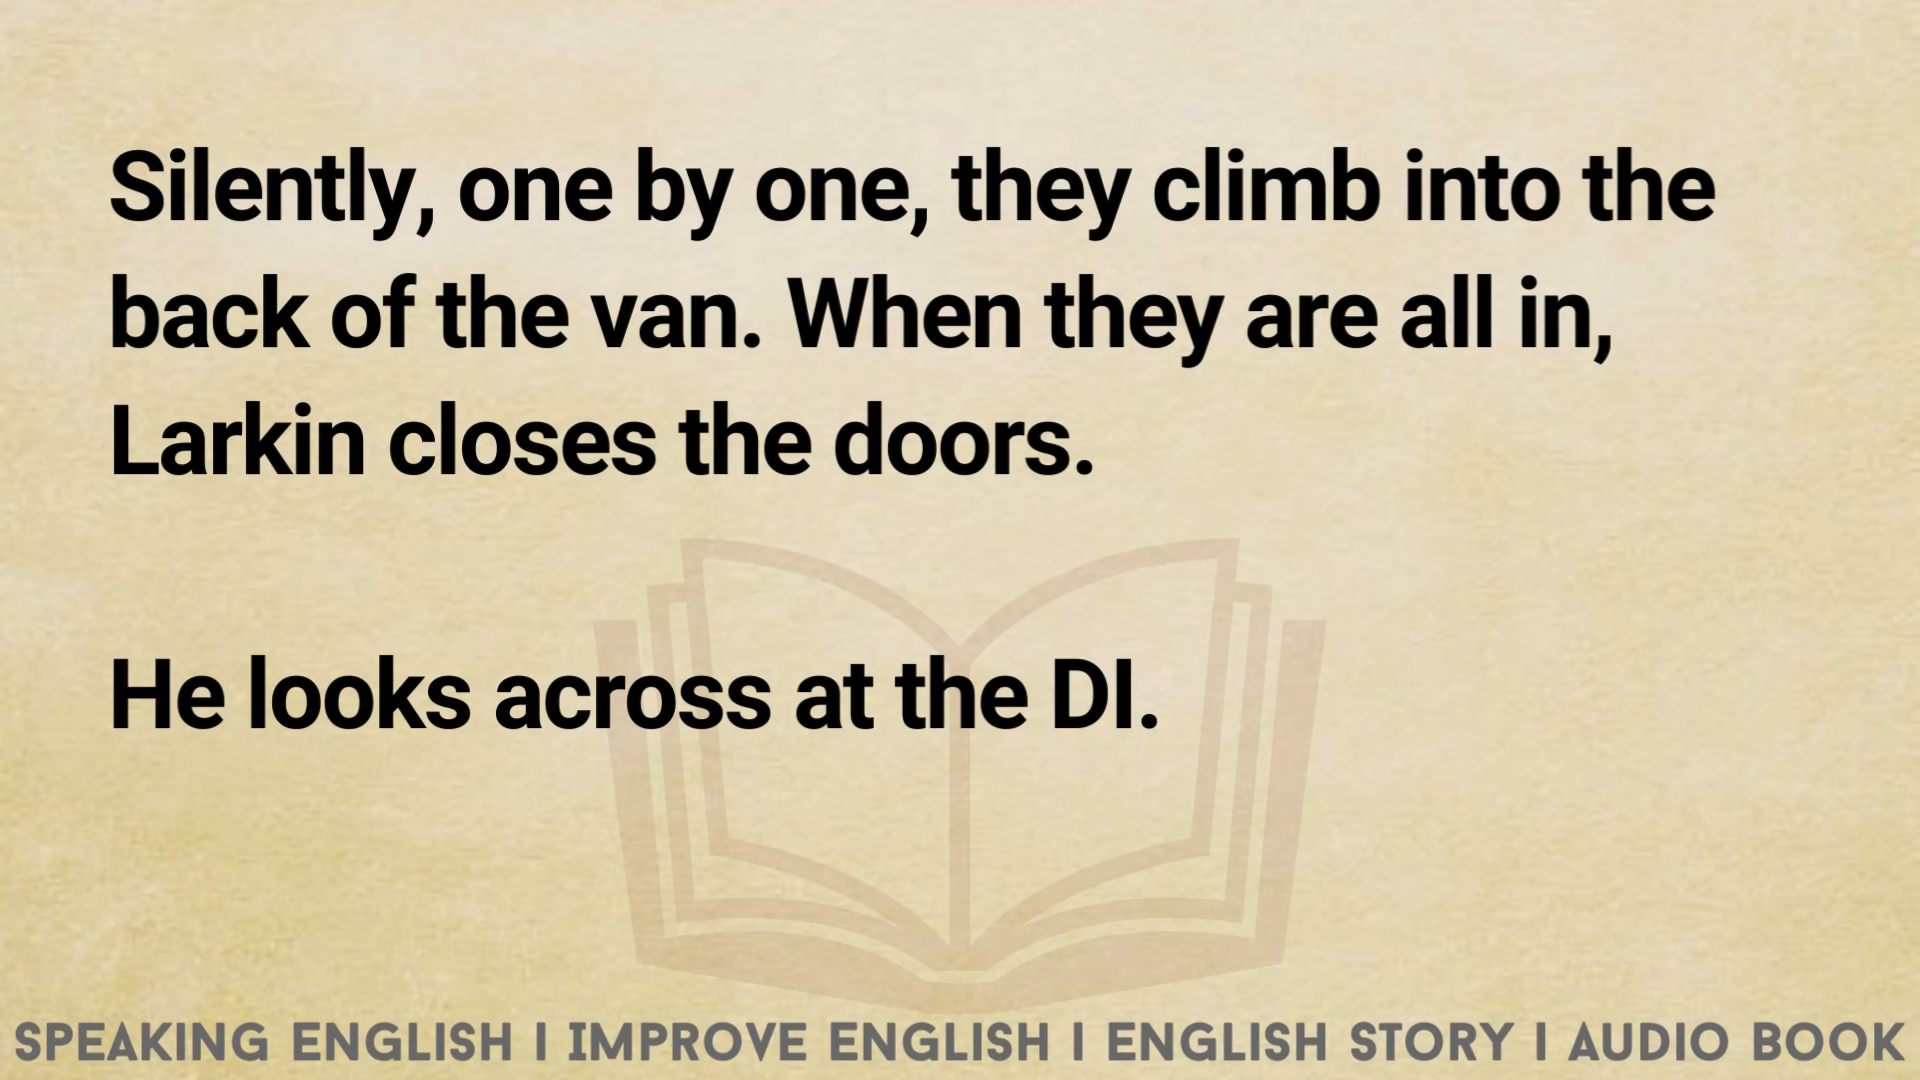 Silently, one by one, they climb into the
back of the van. When they are all in,
Larkin closes the doors.
He looks across at the DI.
SPEAKING ENGLISH I IMPROVE ENGLISH I ENGLISH STORY I AUDIO BOOK